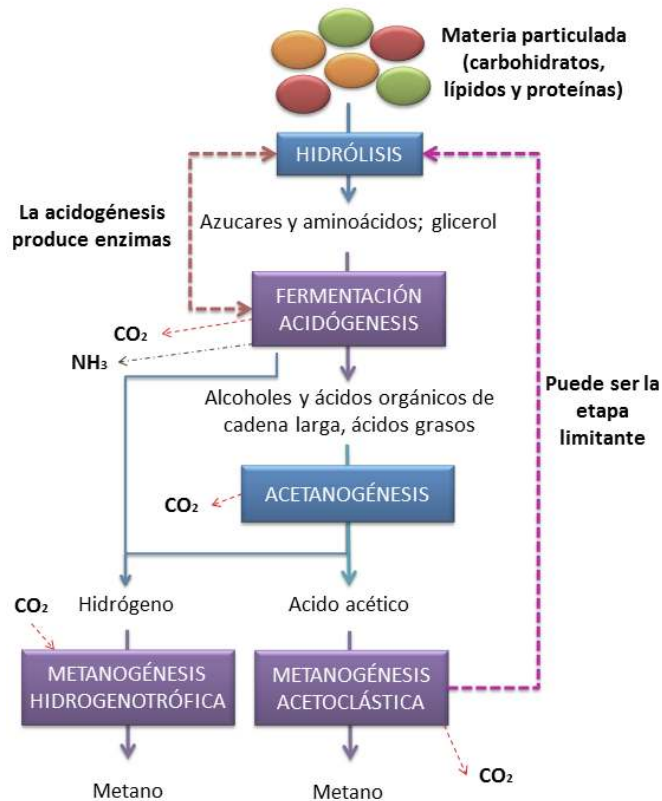 Materia particulada
(carbohidratos,
lípidos y proteínas)
HIDRÓLISIS
La acidogénesis
produce enzimas
Azucares y aminoácidos; glicerol
FERMENTACIÓN
ACIDÓGENESIS
CO₂
NH₃
Puede ser la
etapa
limitante
Alcoholes y ácidos orgánicos de
cadena larga, ácidos grasos
ACETANOGÉNESIS
CO₂
CO₂
Hidrógeno
Acido acético
METANOGÉNESIS
HIDROGENOTRÓFICA
METANOGÉNESIS
ACETOCLÁSTICA
CO₂
Metano
Metano